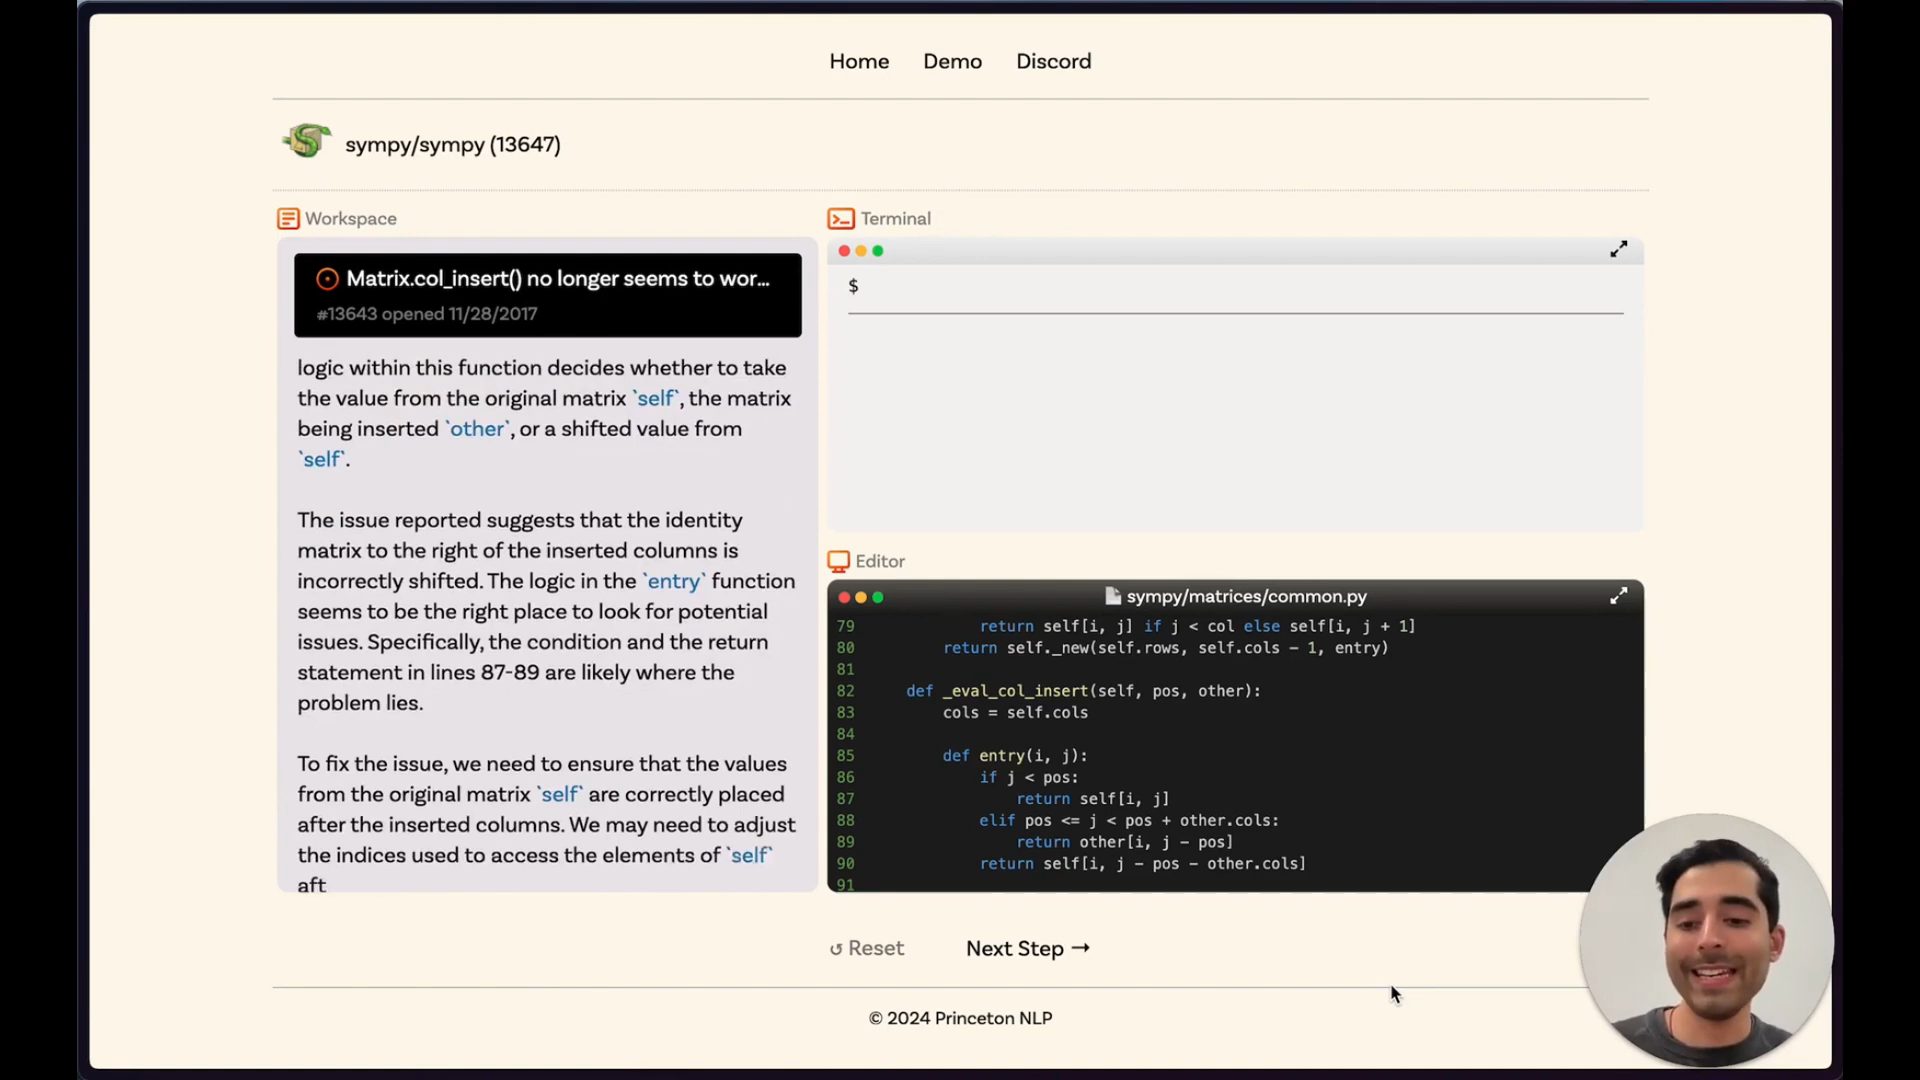 Home Demo Discord
sympy/sympy (13647)
Workspace
Matrix.col_insert() no longer seems to wor...
#13643 opened 11/28/2017
logic within this function decides whether to take
the value from the original matrix `self`, the matrix
being inserted `other`, or a shifted value from
`self`.
The issue reported suggests that the identity
matrix to the right of the inserted columns is
incorrectly shifted. The logic in the `entry` function
seems to be the right place to look for potential
issues. Specifically, the condition and the return
statement in lines 87-89 are likely where the
problem lies.
To fix the issue, we need to ensure that the values
from the original matrix `self` are correctly placed
after the inserted columns. We may need to adjust
the indices used to access the elements of `self`
aft
Terminal
$
Editor
sympy/matrices/common.py
79 return self[i, j] if j < col else self[i, j + 1]
80 return self._new(self.rows, self.cols - 1, entry)
81
82 def _eval_col_insert(self, pos, other):
83 cols = self.cols
84
85 def entry(i, j):
86 if j < pos:
87 return self[i, j]
88 elif pos <= j < pos + other.cols:
89 return other[i, j - pos]
90 return self[i, j - pos - other.cols]
91
↺ Reset Next Step →
© 2024 Princeton NLP